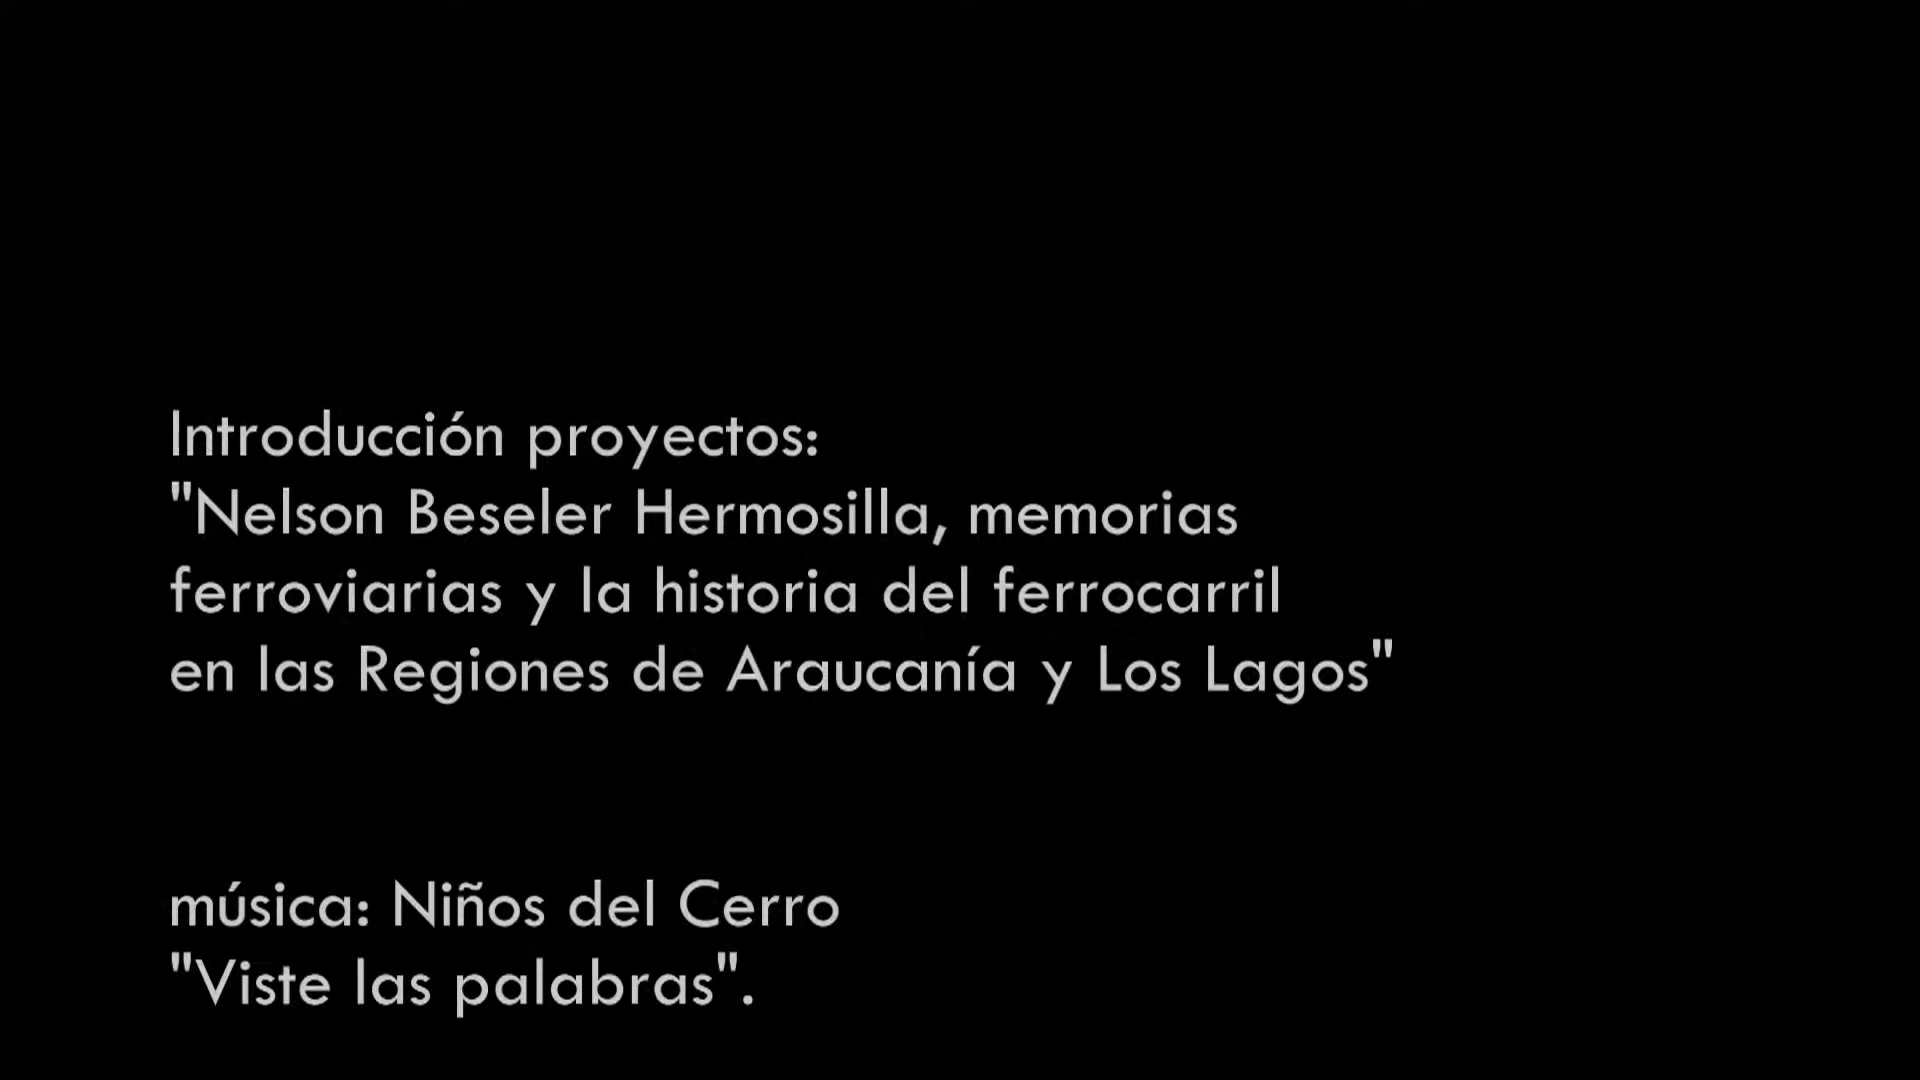 Introducción proyectos:
"Nelson Beseler Hermosilla, memorias
ferroviarias y la historia del ferrocarril
en las Regiones de Araucanía y Los Lagos"
música: Niños del Cerro
"Viste las palabras".